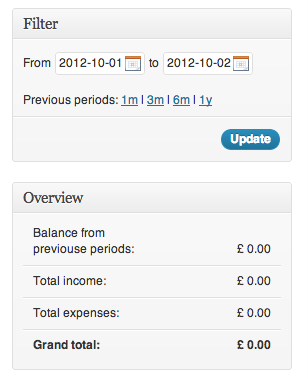 Filter
From 2012-10-01 to 2012-10-02
Previous periods: 1m | 3m | 6m | 1y
Update
Overview
Balance from
previouse periods: £ 0.00
Total income: £ 0.00
Total expenses: £ 0.00
Grand total: £ 0.00